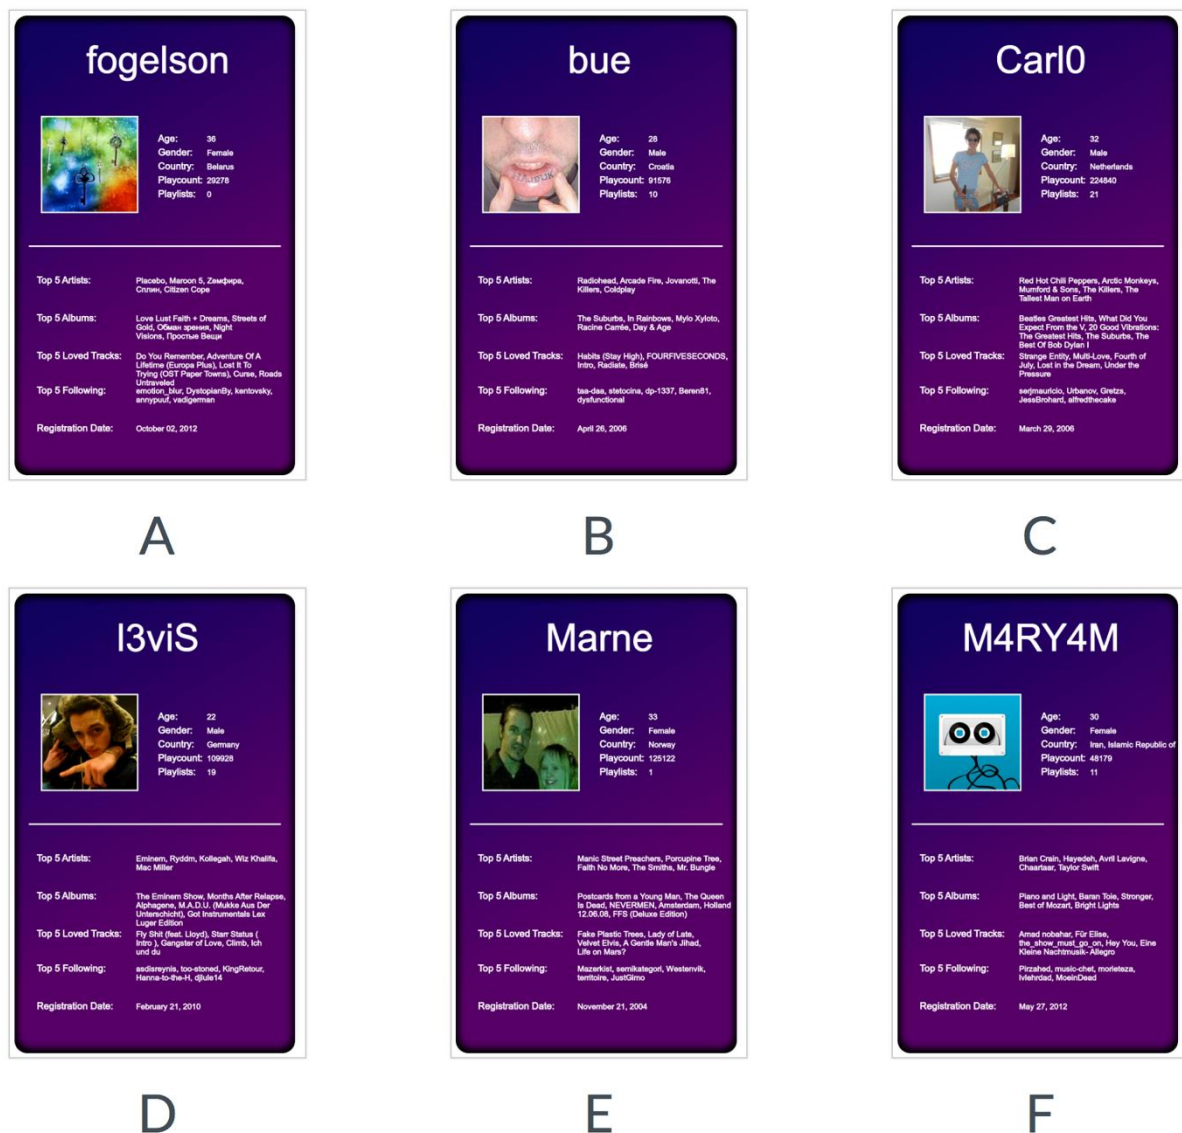 fogelson
Age: 36
Gender: Female
Country: Belarus
Playcount: 29278
Playlists: 0
Top 5 Artists: Placebo, Maroon 5, Земфира,
Сплин, Citizen Cope
Top 5 Albums: Love Lust Faith + Dreams, Streets of
Gold, Обман зрения, Night
Visions, Простые Вещи
Top 5 Loved Tracks: Do You Remember, Adventure Of A
Lifetime (Europa Plus), Lost It To
Trying (OST Paper Towns), Curse, Roads
Untraveled
Top 5 Following: emotion_blur, DystopianBy, kentovsky,
annypuuf, vadigerman
Registration Date: October 02, 2012
A
bue
Age: 28
Gender: Male
Country: Croatia
Playcount: 91576
Playlists: 10
Top 5 Artists: Radiohead, Arcade Fire, Jovanotti, The
Killers, Coldplay
Top 5 Albums: The Suburbs, In Rainbows, Mylo Xyloto,
Racine Carrée, Day & Age
Top 5 Loved Tracks: Habits (Stay High), FOURFIVESECONDS,
Intro, Radiate, Brisé
Top 5 Following: tsa-daa, stetocina, dp-1337, Beren81,
dysfunctional
Registration Date: April 26, 2006
B
Carl0
Age: 32
Gender: Male
Country: Netherlands
Playcount: 224840
Playlists: 21
Top 5 Artists: Red Hot Chili Peppers, Arctic Monkeys,
Mumford & Sons, The Killers, The
Tallest Man on Earth
Top 5 Albums: Beatles Greatest Hits, What Did You
Expect From the V, 20 Good Vibrations:
The Greatest Hits, The Suburbs, The
Best Of Bob Dylan I
Top 5 Loved Tracks: Strange Entity, Multi-Love, Fourth of
July, Lost in the Dream, Under the
Pressure
Top 5 Following: serjmauricio, Urbanov, Gretzs,
JessBrohard, alfredthecake
Registration Date: March 29, 2006
C
l3viS
Age: 22
Gender: Male
Country: Germany
Playcount: 109928
Playlists: 19
Top 5 Artists: Eminem, Ryddm, Kollegah, Wiz Khalifa,
Mac Miller
Top 5 Albums: The Eminem Show, Months After Relapse,
Alphagene, M.A.D.U. (Mukke Aus Der
Unterschicht), Got Instrumentals Lex
Luger Edition
Top 5 Loved Tracks: Fly Shit (feat. Lloyd), Starr Status (
Intro ), Gangster of Love, Climb, Ich
und du
Top 5 Following: asdisreynis, too-stoned, KingRetour,
Hanna-to-the-H, djlule14
Registration Date: February 21, 2010
D
Marne
Age: 33
Gender: Female
Country: Norway
Playcount: 125122
Playlists: 1
Top 5 Artists: Manic Street Preachers, Porcupine Tree,
Faith No More, The Smiths, Mr. Bungle
Top 5 Albums: Postcards from a Young Man, The Queen
Is Dead, NEVERMEN, Amsterdam, Holland
12.06.08, FFS (Deluxe Edition)
Top 5 Loved Tracks: Fake Plastic Trees, Lady of Late,
Velvet Elvis, A Gentle Man's Jihad,
Life on Mars?
Top 5 Following: Mazerkist, semikategori, Westenvik,
territoire, JustGimo
Registration Date: November 21, 2004
E
M4RY4M
Age: 30
Gender: Female
Country: Iran, Islamic Republic of
Playcount: 48179
Playlists: 11
Top 5 Artists: Brian Crain, Hayedeh, Avril Lavigne,
Chaartaar, Taylor Swift
Top 5 Albums: Piano and Light, Baran Toie, Stronger,
Best of Mozart, Bright Lights
Top 5 Loved Tracks: Amad nobahar, Für Elise,
the_show_must_go_on, Hey You, Eine
Kleine Nachtmusik- Allegro
Top 5 Following: Pirzahed, music-chet, morieteza,
MoeinDead
Registration Date: May 27, 2012
F